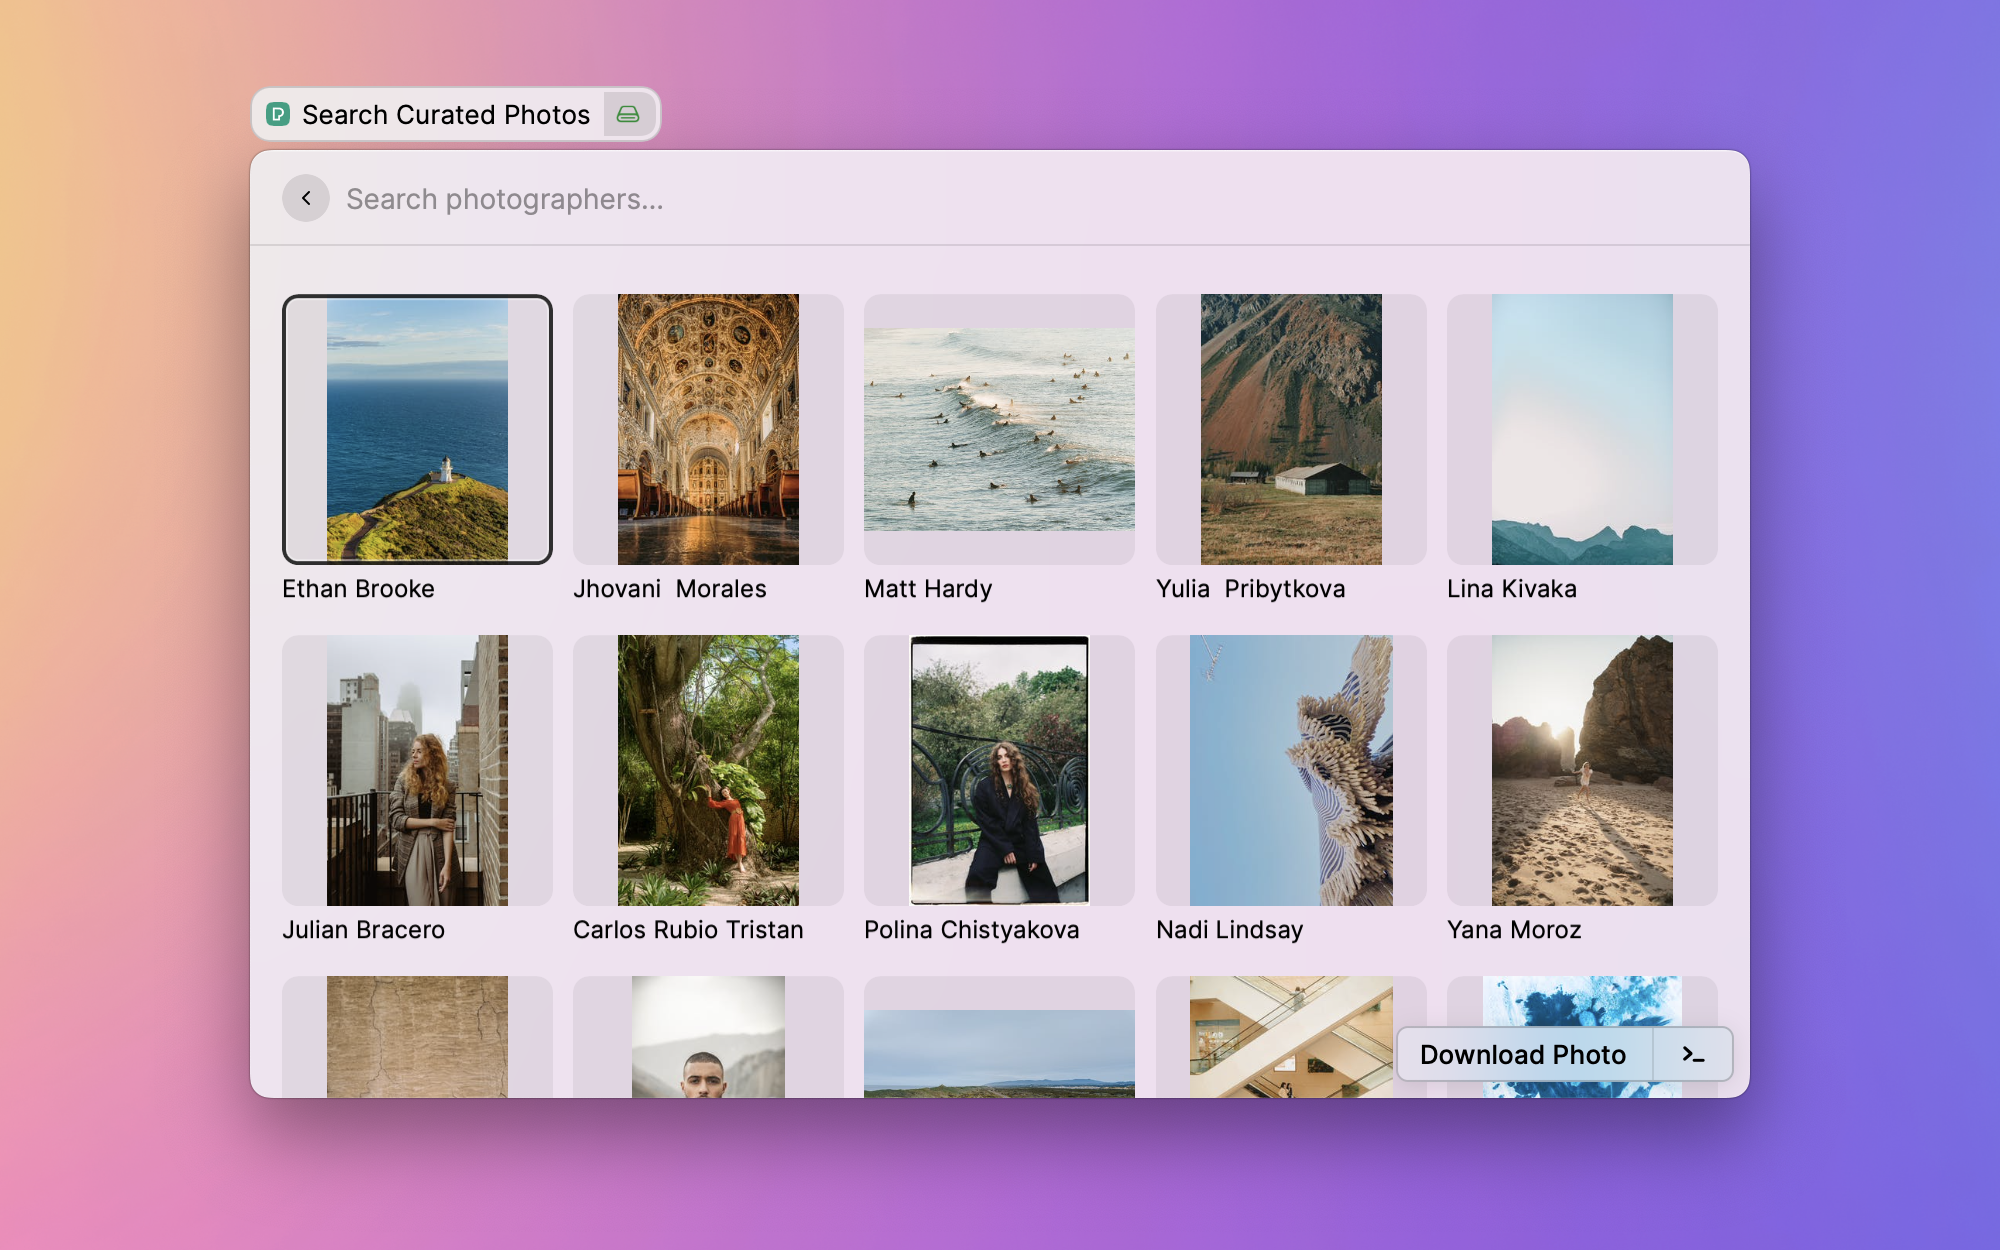 Search Curated Photos
Search photographers...
Ethan Brooke
Jhovani  Morales
Matt Hardy
Yulia  Pribytkova
Lina Kivaka
Julian Bracero
Carlos Rubio Tristan
Polina Chistyakova
Nadi Lindsay
Yana Moroz
Download Photo